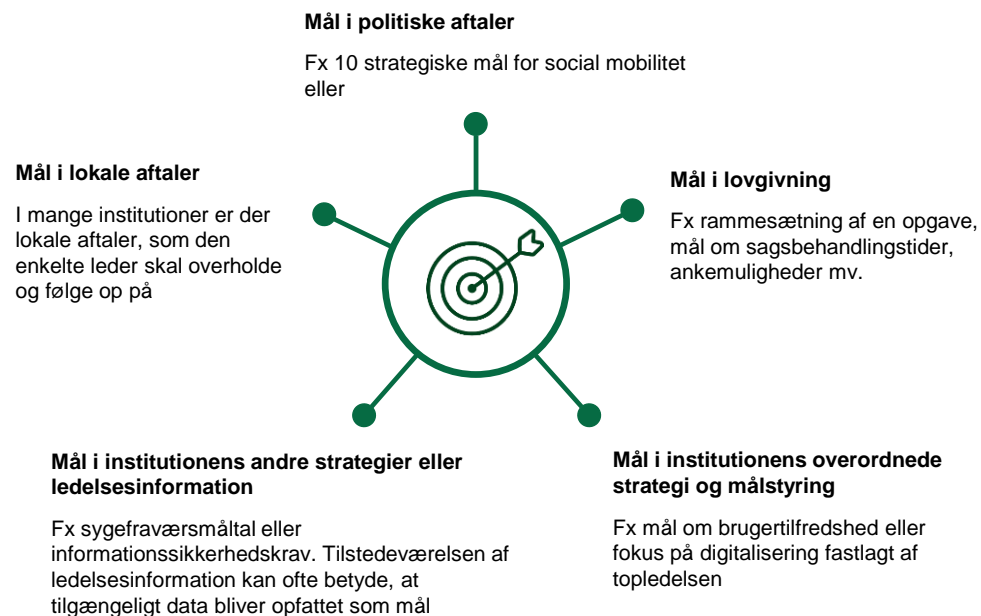 Mål i politiske aftaler
Fx 10 strategiske mål for social mobilitet
eller
Mål i lokale aftaler
I mange institutioner er der
lokale aftaler, som den
enkelte leder skal overholde
og følge op på
Mål i lovgivning
Fx rammesætning af en opgave,
mål om sagsbehandlingstider,
ankemuligheder mv.
Mål i institutionens andre strategier eller
ledelsesinformation
Fx sygefraværsmåltal eller
informationssikkerhedskrav. Tilstedeværelsen af
ledelsesinformation kan ofte betyde, at
tilgængeligt data bliver opfattet som mål
Mål i institutionens overordnede
strategi og målstyring
Fx mål om brugertilfredshed eller
fokus på digitalisering fastlagt af
topledelsen